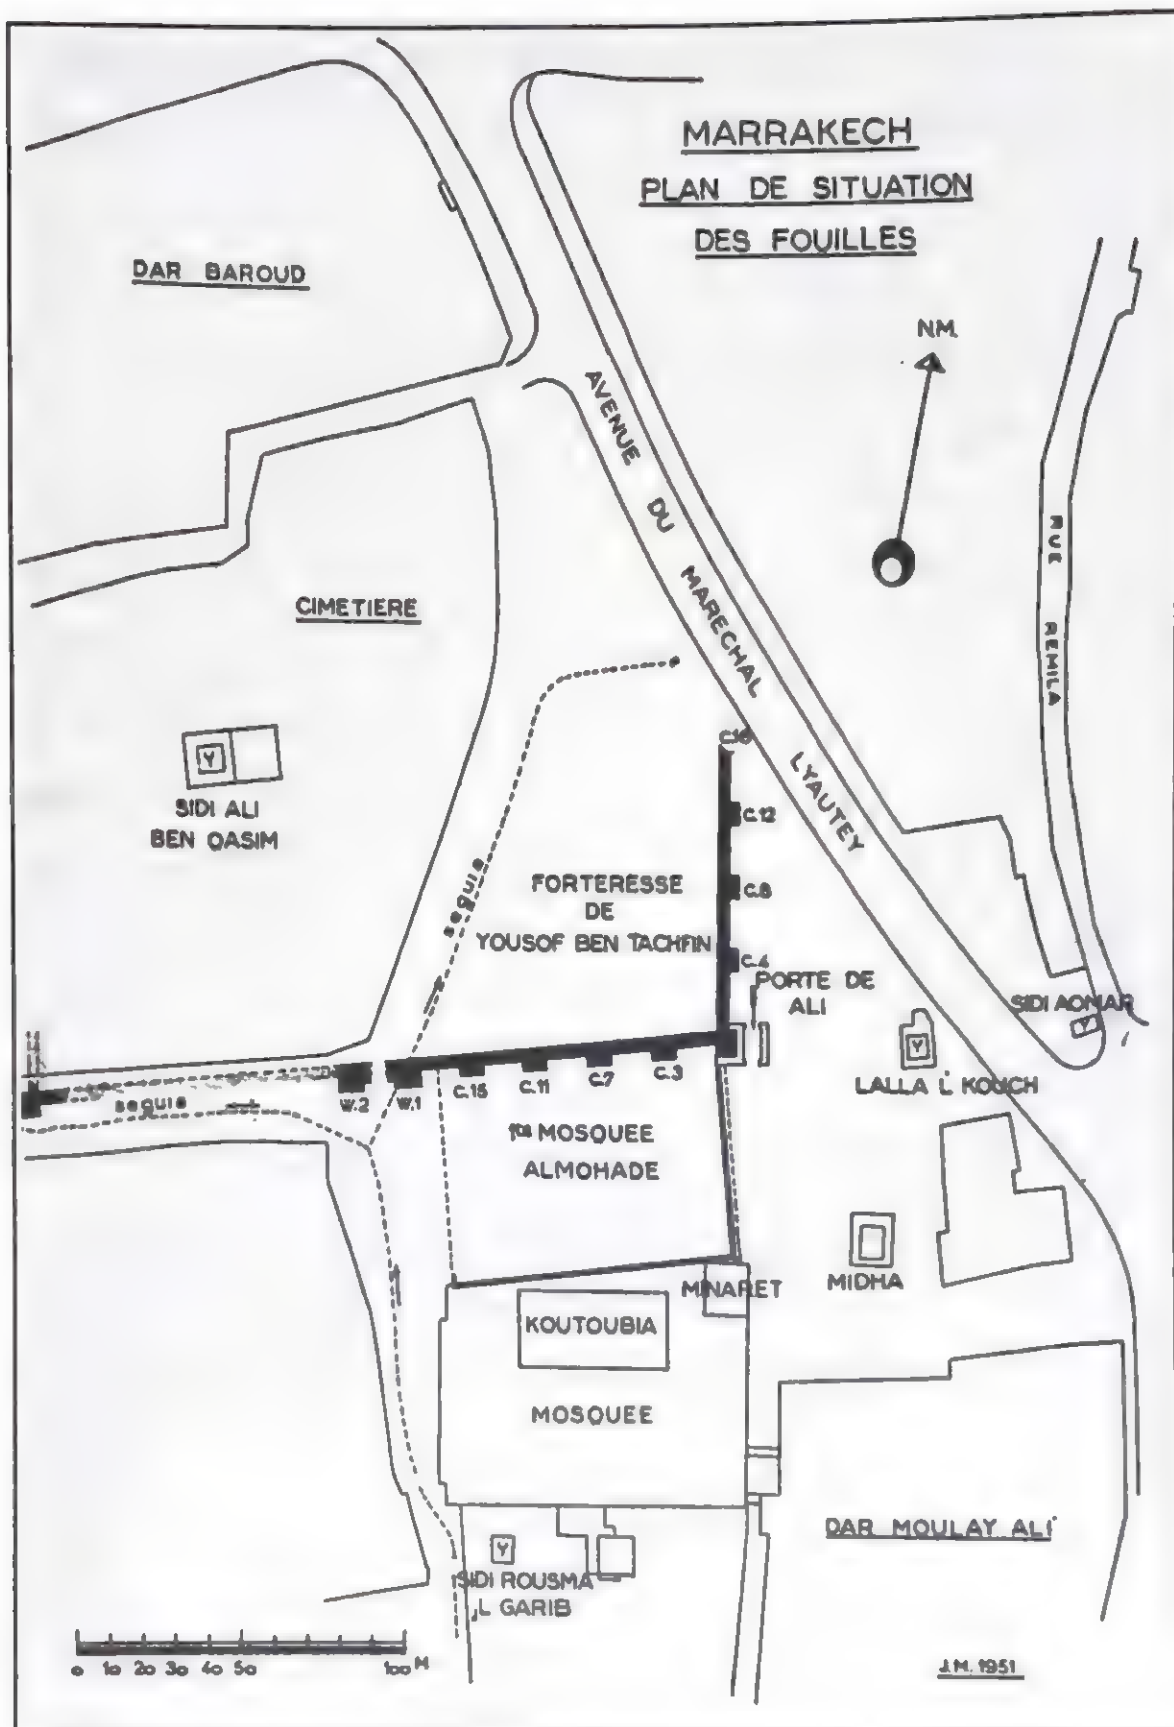 MARRAKECH
PLAN DE SITUATION
DES FOUILLES
DAR BAROUD
N.M.
AVENUE DU MARECHAL LYAUTEY
RUE REMILA
CIMETIERE
SIDI ALI
BEN QASIM
C.16
C.12
C.8
C.4
seguia
FORTERESSE
DE
YOUSOF BEN TACHFIN
PORTE DE
ALI
SIDI AOMAR
LALLA L'KOUCH
seguia
W.2
W.1
C.15
C.11
C.7
C.3
1re MOSQUEE
ALMOHADE
MINARET
MIDHA
KOUTOUBIA
MOSQUEE
DAR MOULAY ALI
SIDI ROUSMA
L GARIB
0 10 20 30 40 50 100 M
J.M. 1951